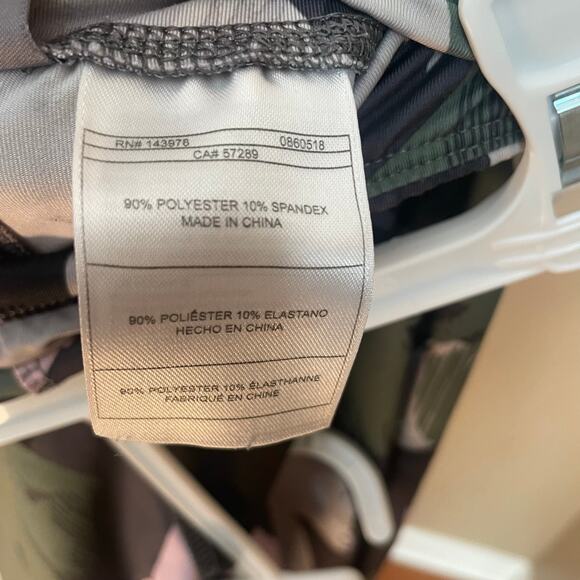 RN# 143976 0860518
CA# 57289
90% POLYESTER 10% SPANDEX
MADE IN CHINA
90% POLIÉSTER 10% ELASTANO
HECHO EN CHINA
90% POLYESTER 10% ÉLASTHANNE
FABRIQUÉ EN CHINE